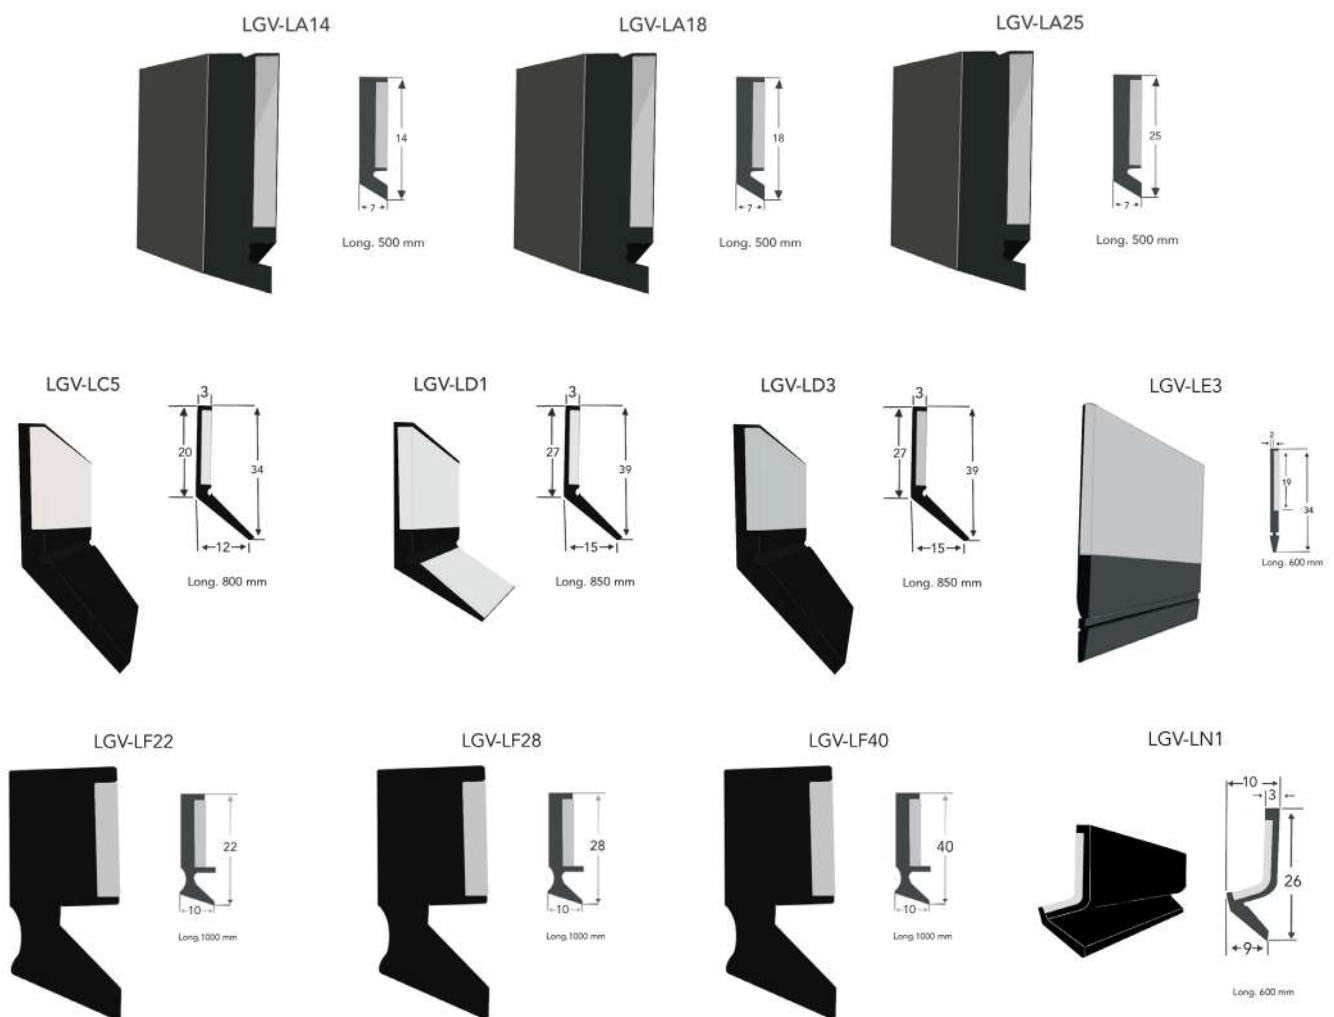 LGV-LA14
14
7
Long. 500 mm
LGV-LA18
18
7
Long. 500 mm
LGV-LA25
25
7
Long. 500 mm
LGV-LC5
3
20
34
12
Long. 800 mm
LGV-LD1
3
27
39
15
Long. 850 mm
LGV-LD3
3
27
39
15
Long. 850 mm
LGV-LE3
2
19
34
Long. 600 mm
LGV-LF22
22
10
Long.1000 mm
LGV-LF28
28
10
Long.1000 mm
LGV-LF40
40
10
Long.1000 mm
LGV-LN1
10
3
26
9
Long. 600 mm